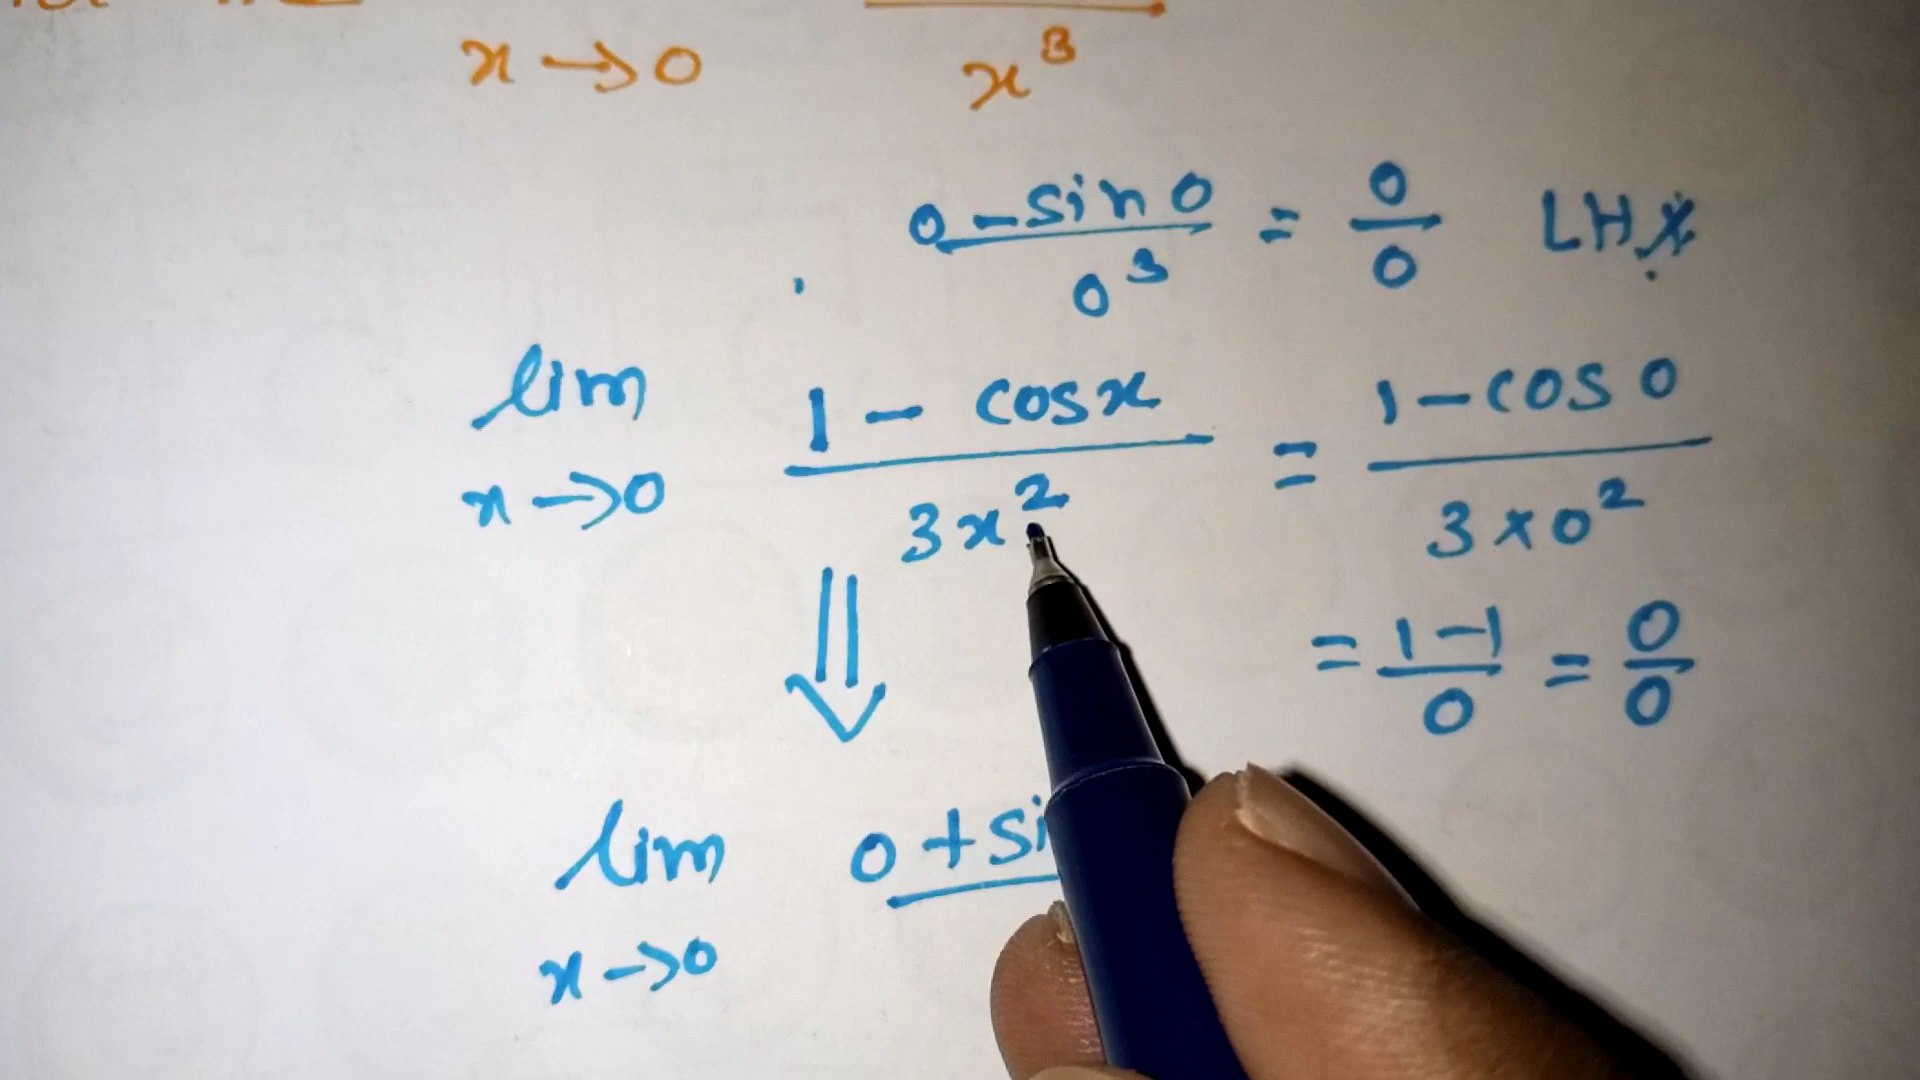 x → 0 x³
0 - sin 0 / 0³ = 0/0 LH
lim x → 0 1 - cos x / 3x² = 1 - cos 0 / 3 × 0²
= 1-1 / 0 = 0/0
lim x → 0 0 + si